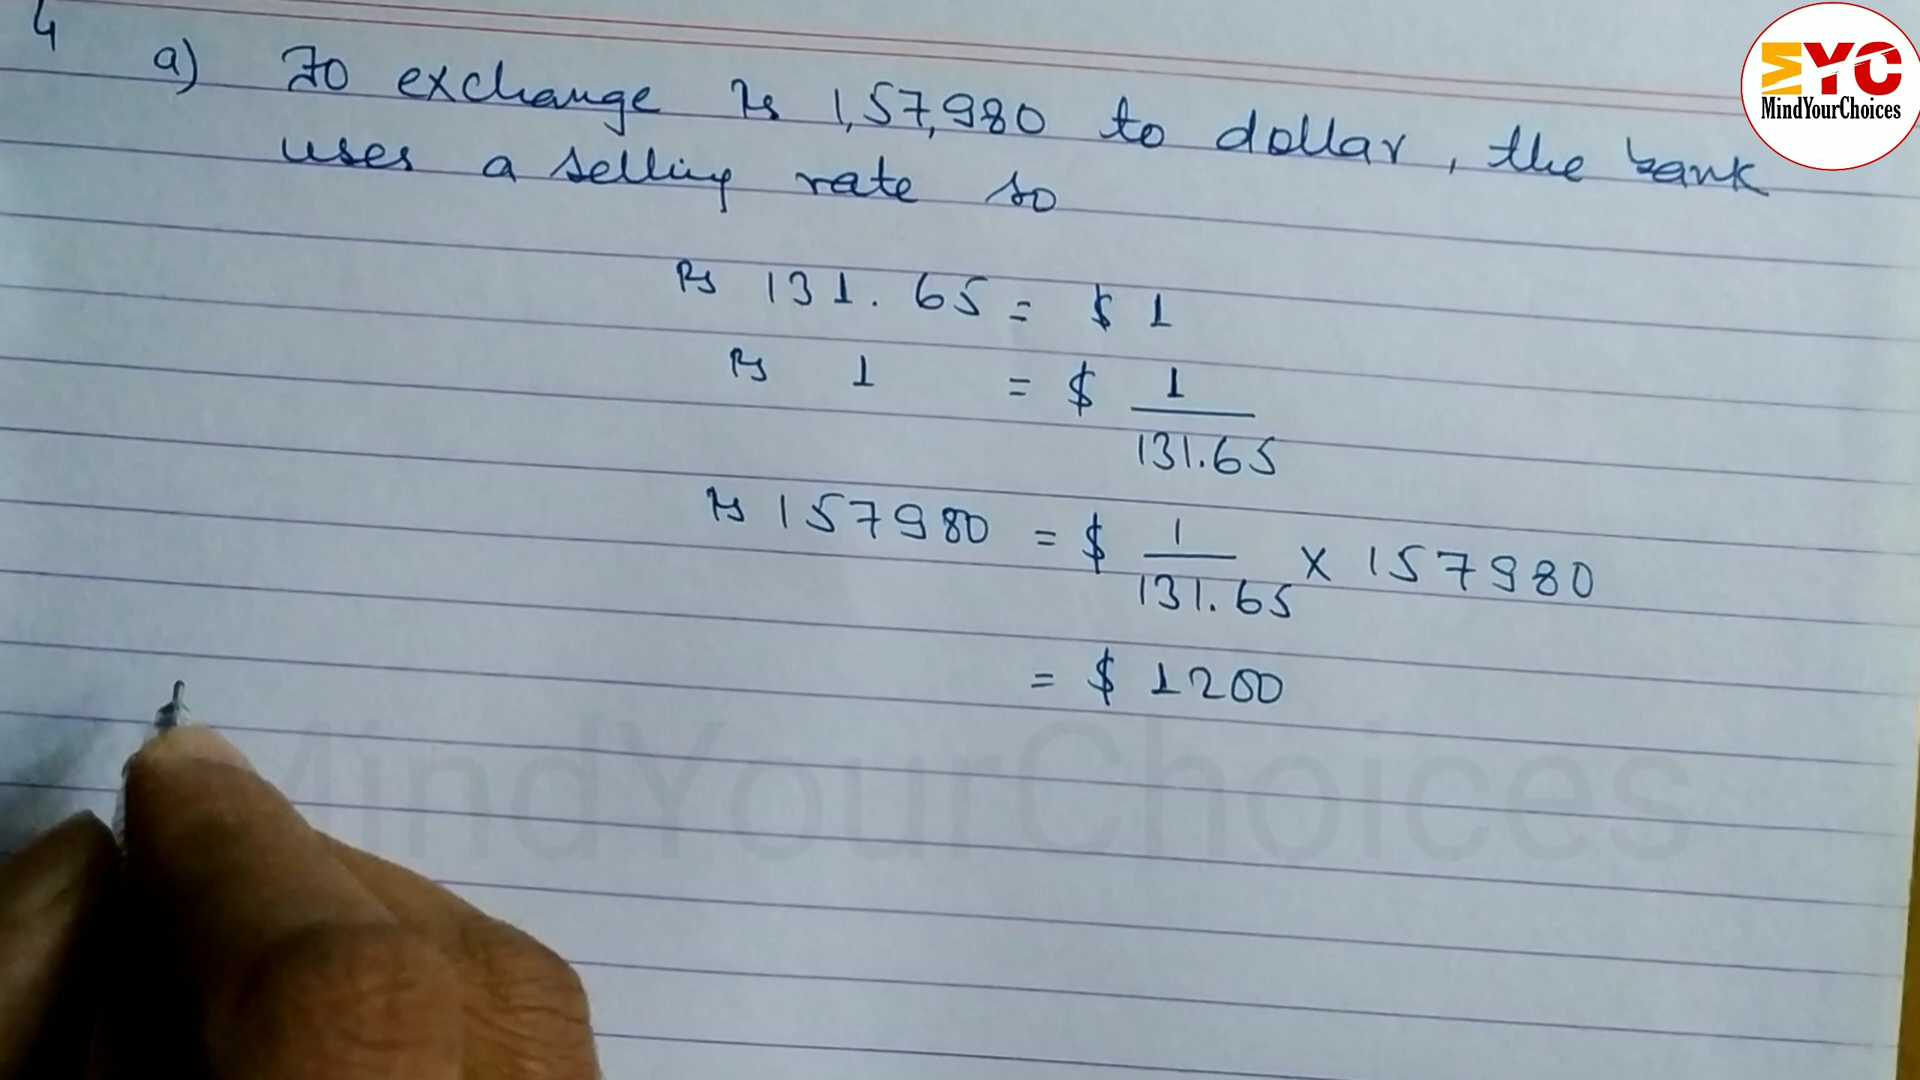 4
a) To exchange Rs 1,57,980 to dollar, the bank
uses a selling rate so
Rs 131.65 = $ 1
Rs 1 = $ 1/131.65
Rs 157980 = $ 1/131.65 x 157980
= $ 1200
MYC
MindYourChoices
MindYourChoices